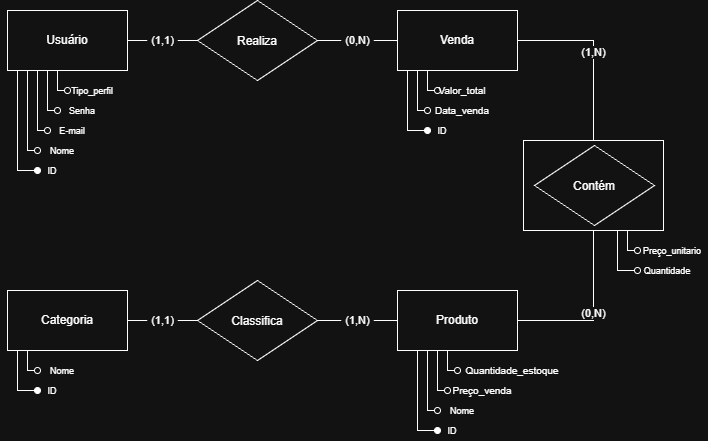 Usuário
(1,1)
Realiza
(0,N)
Venda
(1,N)
Tipo_perfil
Senha
E-mail
Nome
ID
Valor_total
Data_venda
ID
Contém
Preço_unitario
Quantidade
Categoria
(1,1)
Classifica
(1,N)
Produto
(0,N)
Nome
ID
Quantidade_estoque
Preço_venda
Nome
ID